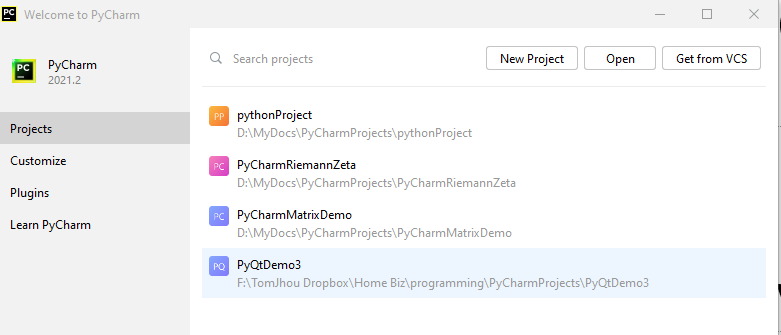 PC Welcome to PyCharm
PC PyCharm
2021.2
Search projects New Project Open Get from VCS
Projects
Customize
Plugins
Learn PyCharm
PP pythonProject
D:\MyDocs\PyCharmProjects\pythonProject
PC PyCharmRiemannZeta
D:\MyDocs\PyCharmProjects\PyCharmRiemannZeta
PC PyCharmMatrixDemo
D:\MyDocs\PyCharmProjects\PyCharmMatrixDemo
PQ PyQtDemo3
F:\TomJhou Dropbox\Home Biz\programming\PyCharmProjects\PyQtDemo3